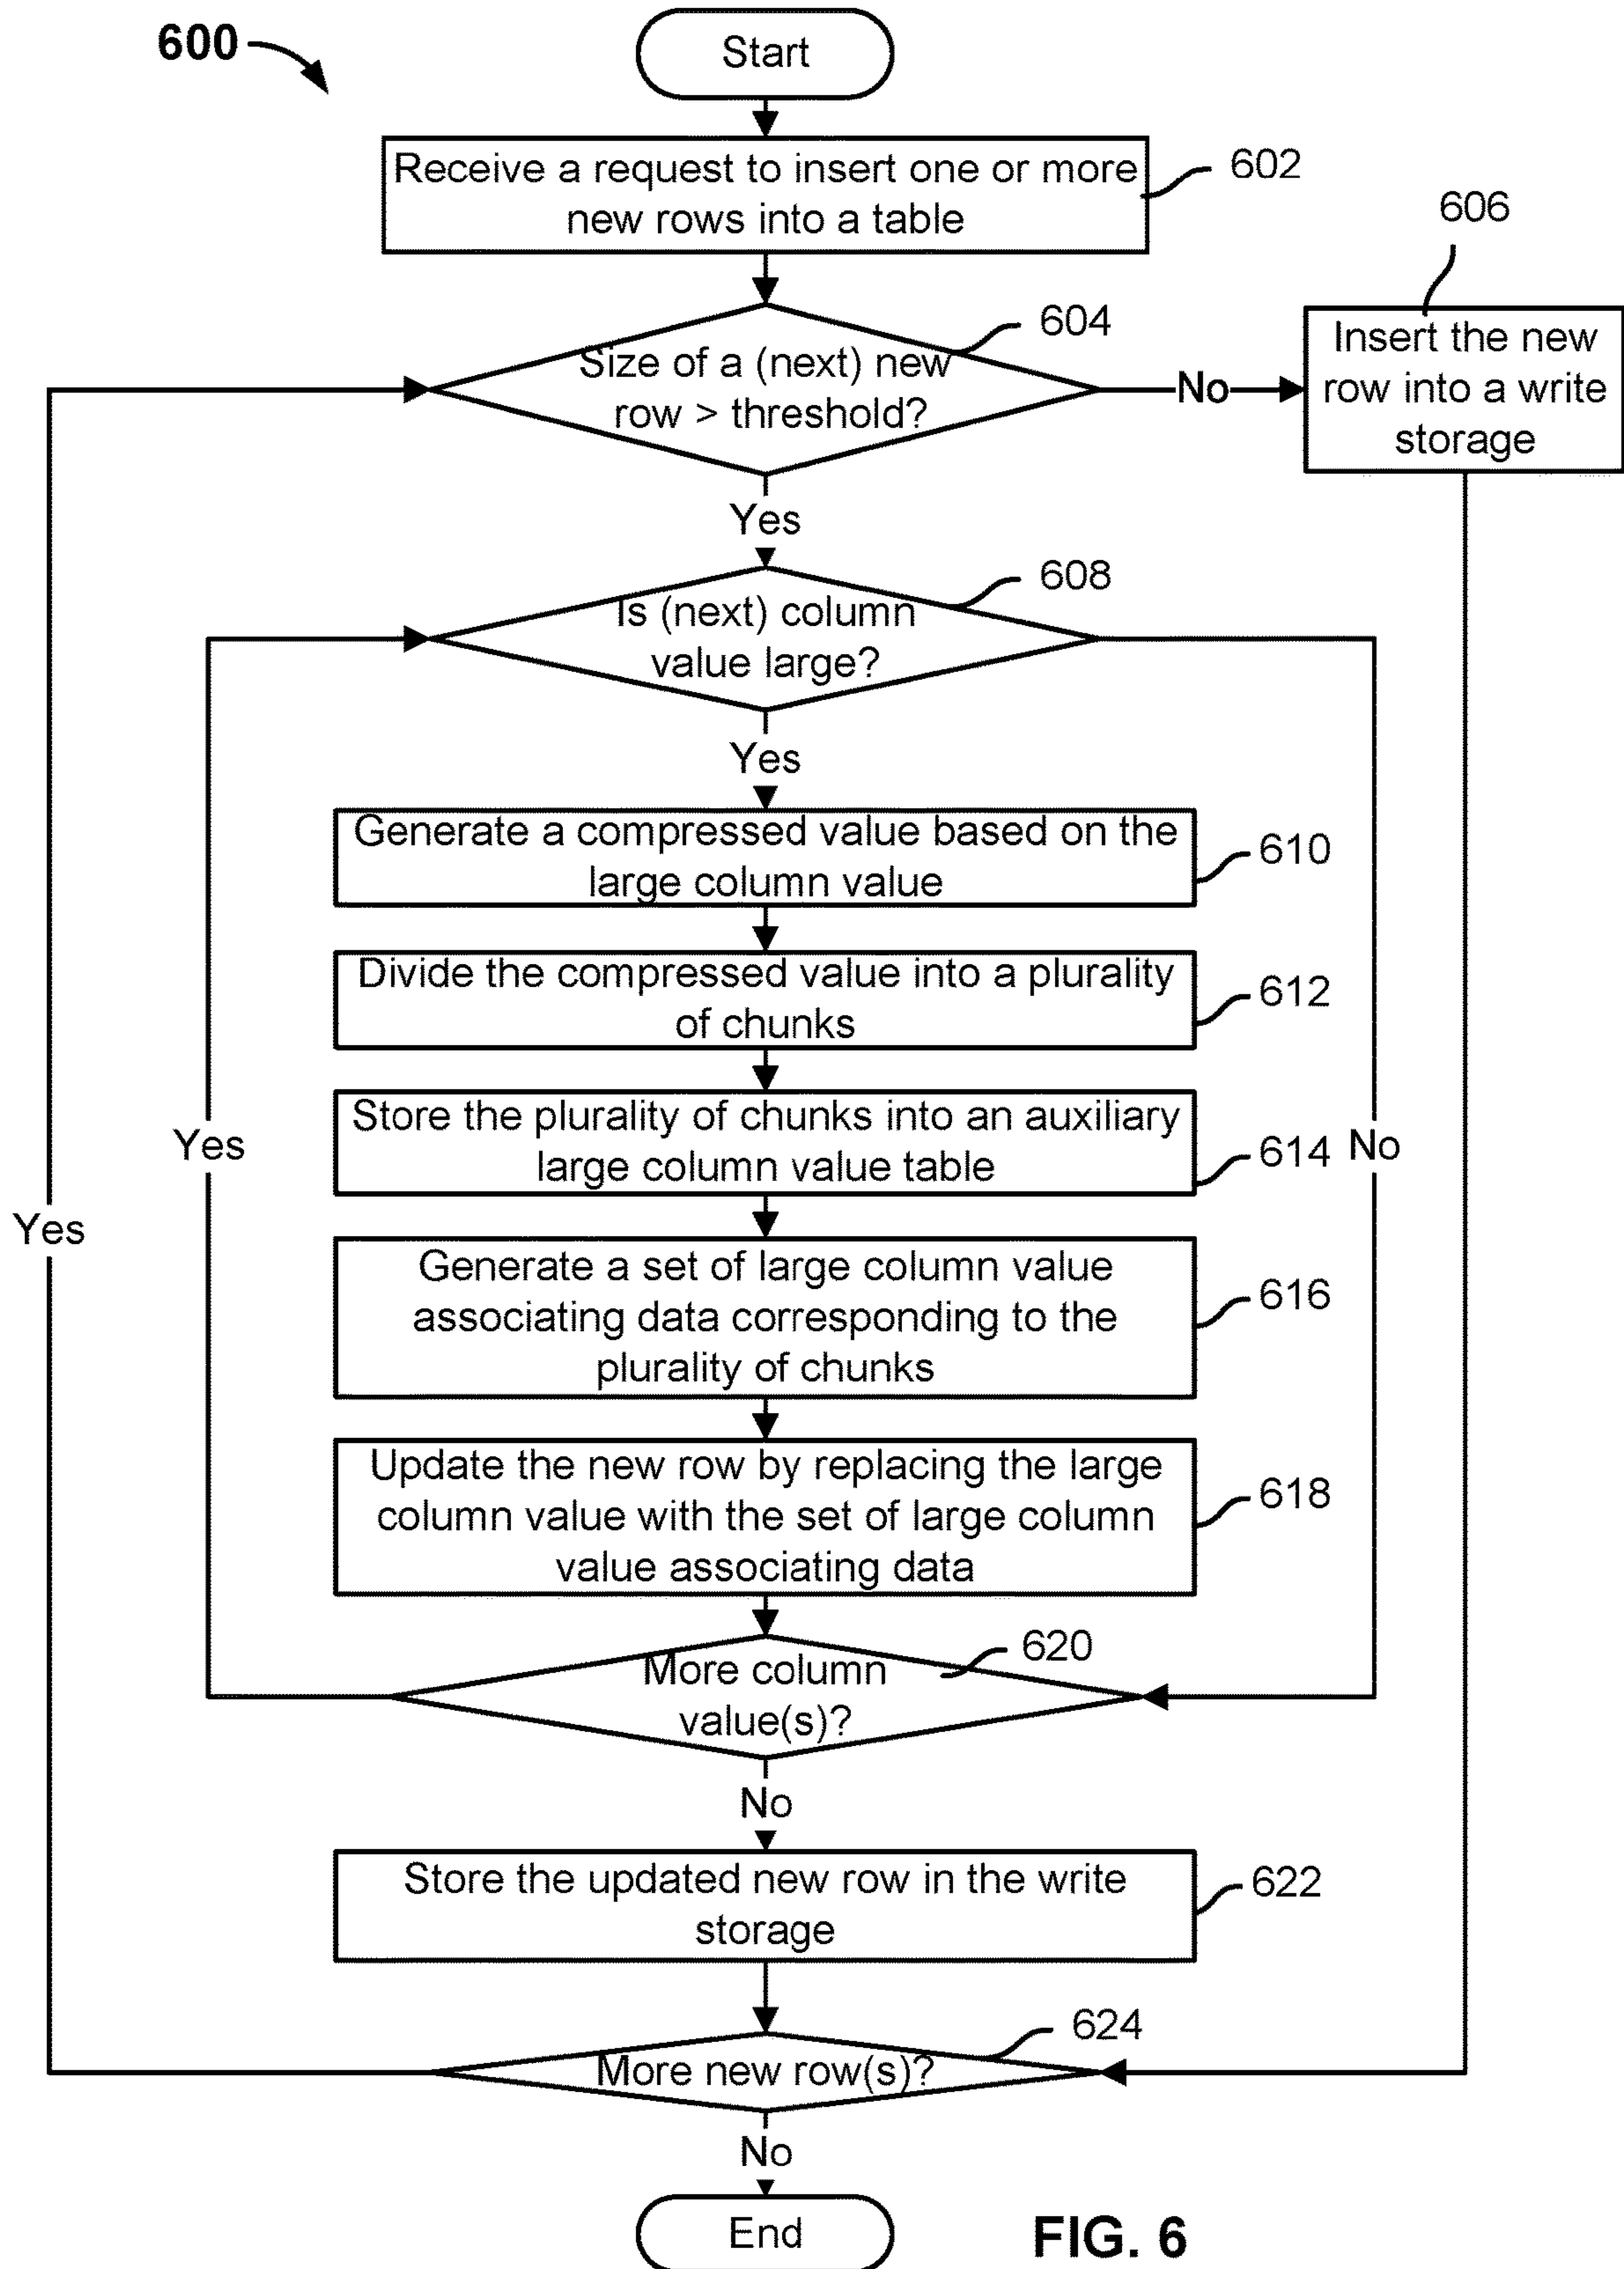 600
Start
Receive a request to insert one or more
new rows into a table
602
606
604
Size of a (next) new
row > threshold?
No
Insert the new
row into a write
storage
Yes
608
Is (next) column
value large?
Yes
Generate a compressed value based on the
large column value
610
Divide the compressed value into a plurality
of chunks
612
Store the plurality of chunks into an auxiliary
large column value table
614
No
Yes
Yes
Generate a set of large column value
associating data corresponding to the
plurality of chunks
616
Update the new row by replacing the large
column value with the set of large column
value associating data
618
620
More column
value(s)?
No
Store the updated new row in the write
storage
622
624
More new row(s)?
No
End
FIG. 6